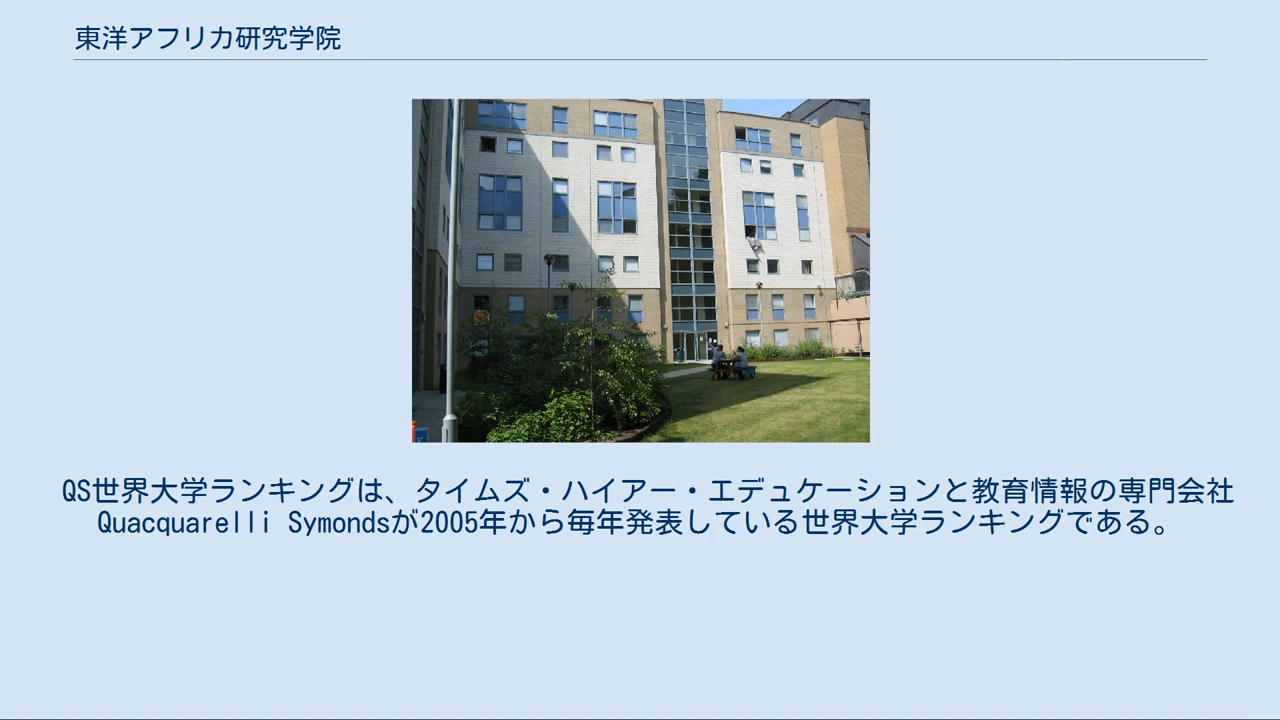 東洋アフリカ研究学院
QS世界大学ランキングは、タイムズ・ハイアー・エデュケーションと教育情報の専門会社
Quacquarelli Symondsが2005年から毎年発表している世界大学ランキングである。